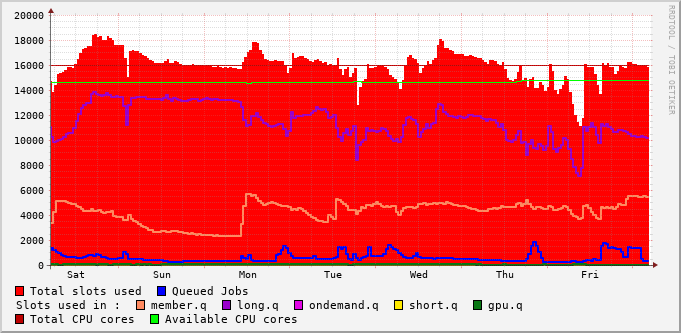 20000
18000
16000
14000
12000
10000
8000
6000
4000
2000
0
Sat Sun Mon Tue Wed Thu Fri
RRDTOOL / TOBI OETIKER
Total slots used Queued Jobs
Slots used in : member.q long.q ondemand.q short.q gpu.q
Total CPU cores Available CPU cores